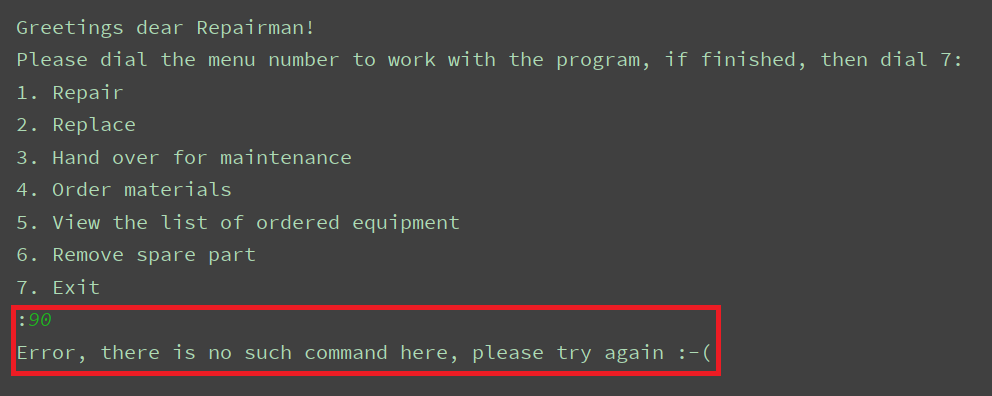 Greetings dear Repairman!
Please dial the menu number to work with the program, if finished, then dial 7:
1. Repair
2. Replace
3. Hand over for maintenance
4. Order materials
5. View the list of ordered equipment
6. Remove spare part
7. Exit
:90
Error, there is no such command here, please try again :-(